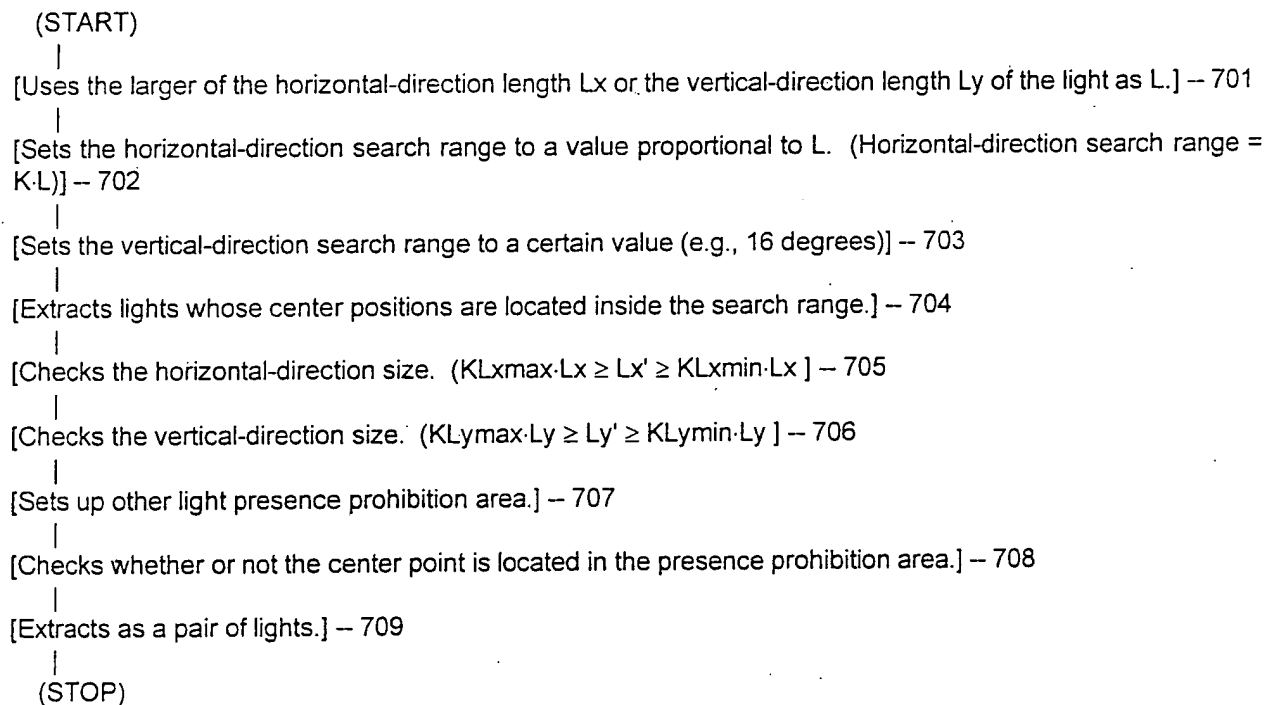 (START)
[Uses the larger of the horizontal-direction length Lx or the vertical-direction length Ly of the light as L.] – 701
[Sets the horizontal-direction search range to a value proportional to L. (Horizontal-direction search range =
K·L)] – 702
[Sets the vertical-direction search range to a certain value (e.g., 16 degrees)] – 703
[Extracts lights whose center positions are located inside the search range.] – 704
[Checks the horizontal-direction size. (KLxmax·Lx ≥ Lx' ≥ KLxmin·Lx ] – 705
[Checks the vertical-direction size. (KLymax·Ly ≥ Ly' ≥ KLymin·Ly ] – 706
[Sets up other light presence prohibition area.] – 707
[Checks whether or not the center point is located in the presence prohibition area.] – 708
[Extracts as a pair of lights.] – 709
(STOP)